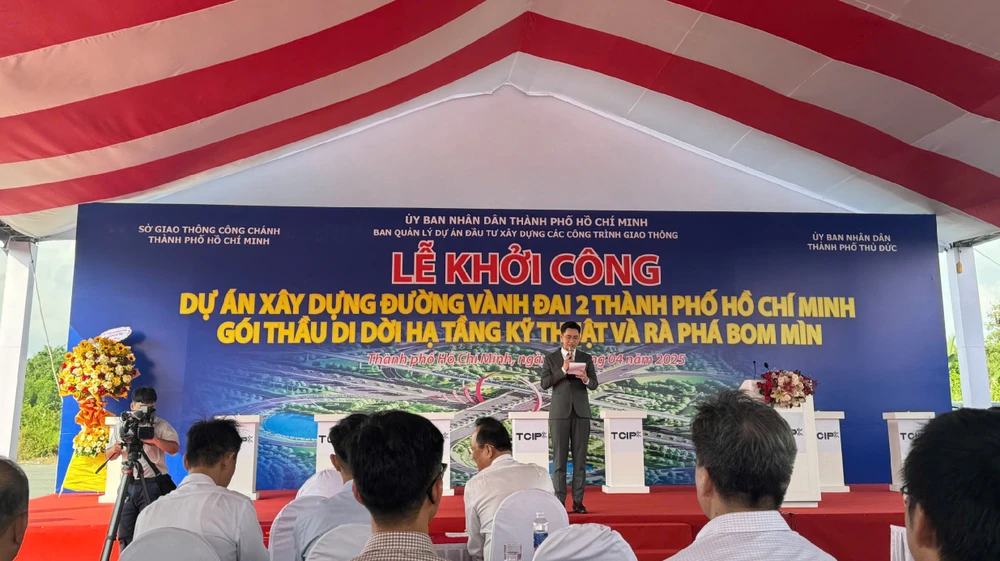 ỦY BAN NHÂN DÂN THÀNH PHỐ HỒ CHÍ MINH
BAN QUẢN LÝ DỰ ÁN ĐẦU TƯ XÂY DỰNG CÁC CÔNG TRÌNH GIAO THÔNG
SỞ GIAO THÔNG CÔNG CHÁNH
THÀNH PHỐ HỒ CHÍ MINH
ỦY BAN NHÂN DÂN
THÀNH PHỐ THỦ ĐỨC
LỄ KHỞI CÔNG
DỰ ÁN XÂY DỰNG ĐƯỜNG VÀNH ĐAI 2 THÀNH PHỐ HỒ CHÍ MINH
GÓI THẦU DI DỜI HẠ TẦNG KỸ THUẬT VÀ RÀ PHÁ BOM MÌN
Thành phố Hồ Chí Minh, ngày 04 năm 2025
TCIP
TCIP
TCIP